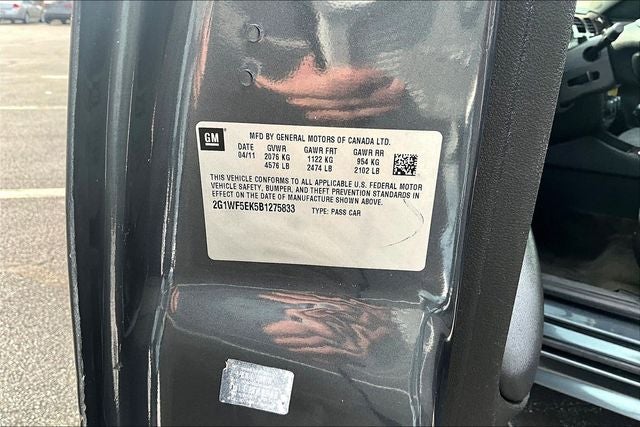 GM
MFD BY GENERAL MOTORS OF CANADA LTD.
DATE GVWR GAWR FRT GAWR RR
04/11 2076 KG 1122 KG 954 KG
4576 LB 2474 LB 2102 LB
THIS VEHICLE CONFORMS TO ALL APPLICABLE U.S. FEDERAL MOTOR
VEHICLE SAFETY, BUMPER, AND THEFT PREVENTION STANDARDS IN
EFFECT ON THE DATE OF MANUFACTURE SHOWN ABOVE.
2G1WF5EK5B1275833 TYPE: PASS CAR